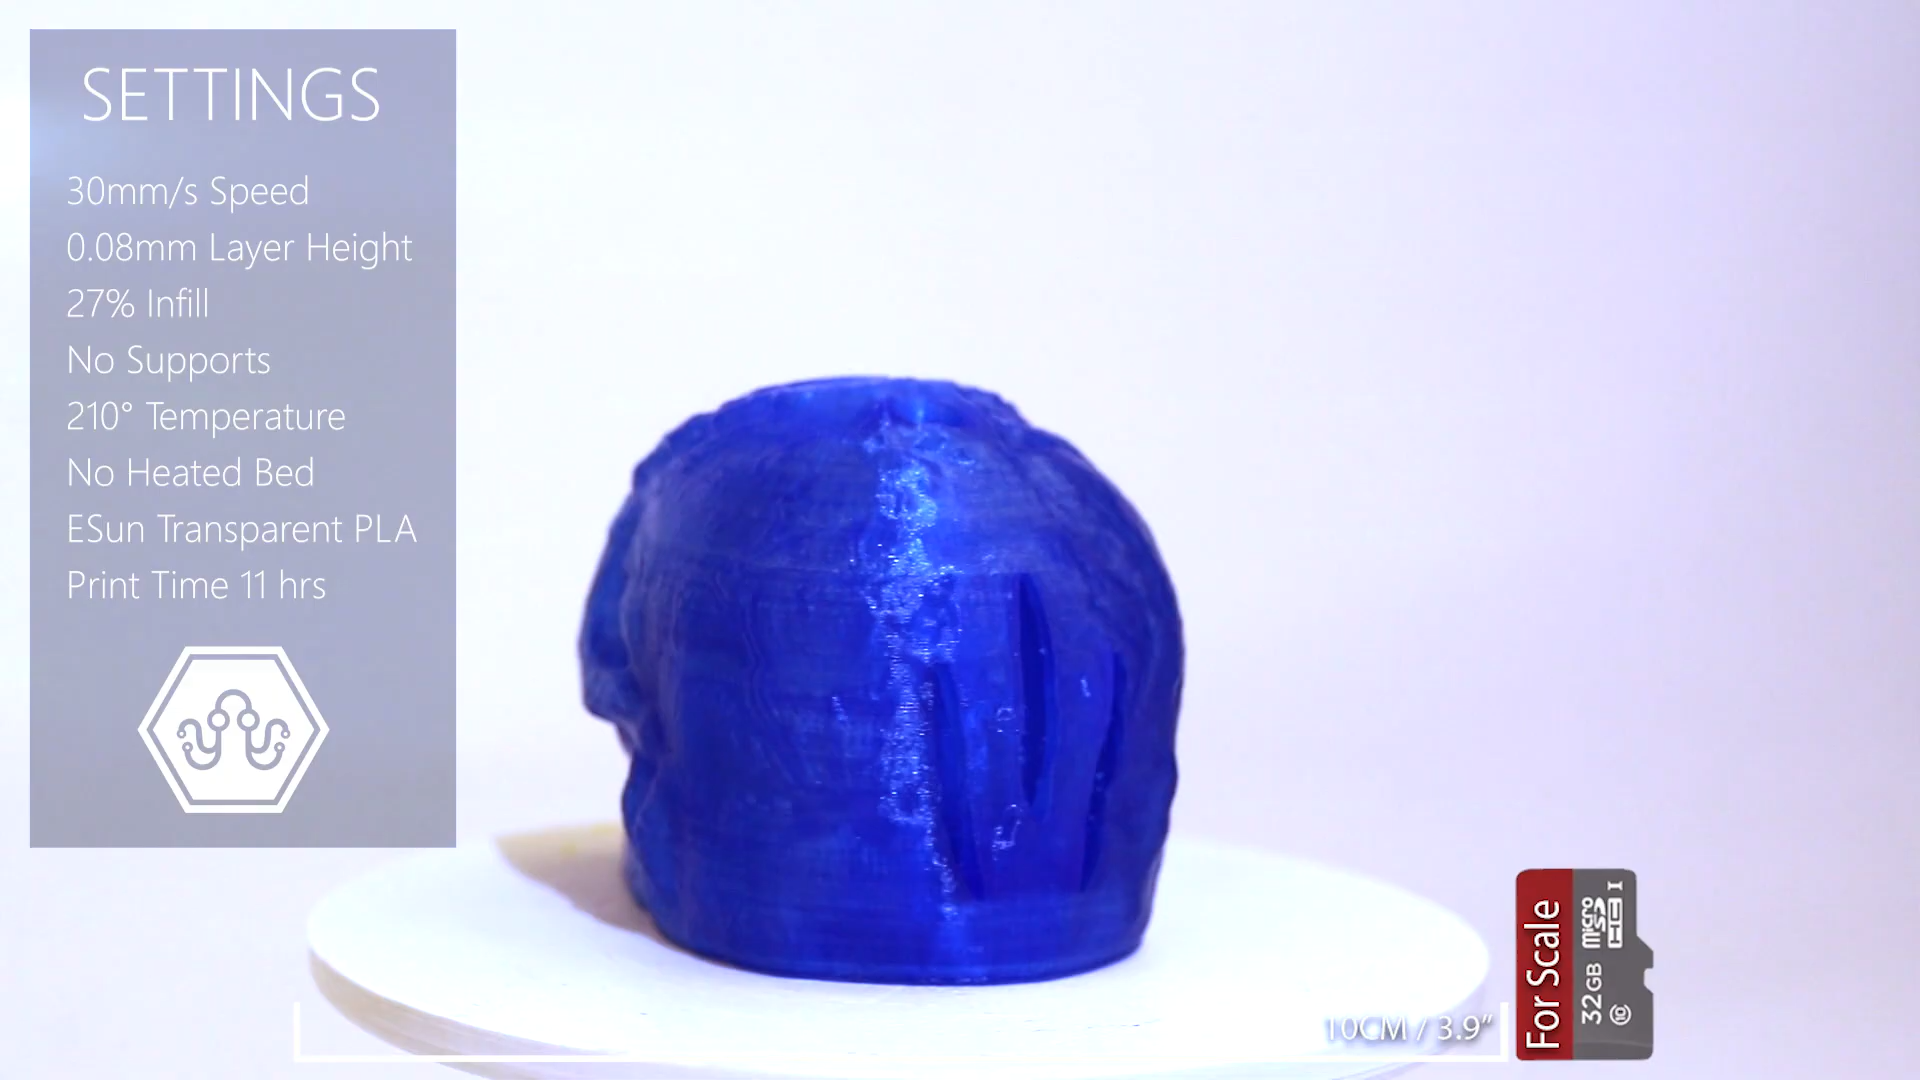 SETTINGS
30mm/s Speed
0.08mm Layer Height
27% Infill
No Supports
210° Temperature
No Heated Bed
ESun Transparent PLA
Print Time 11 hrs
10CM / 3.9”
For Scale
32GB micro SD HC I
10